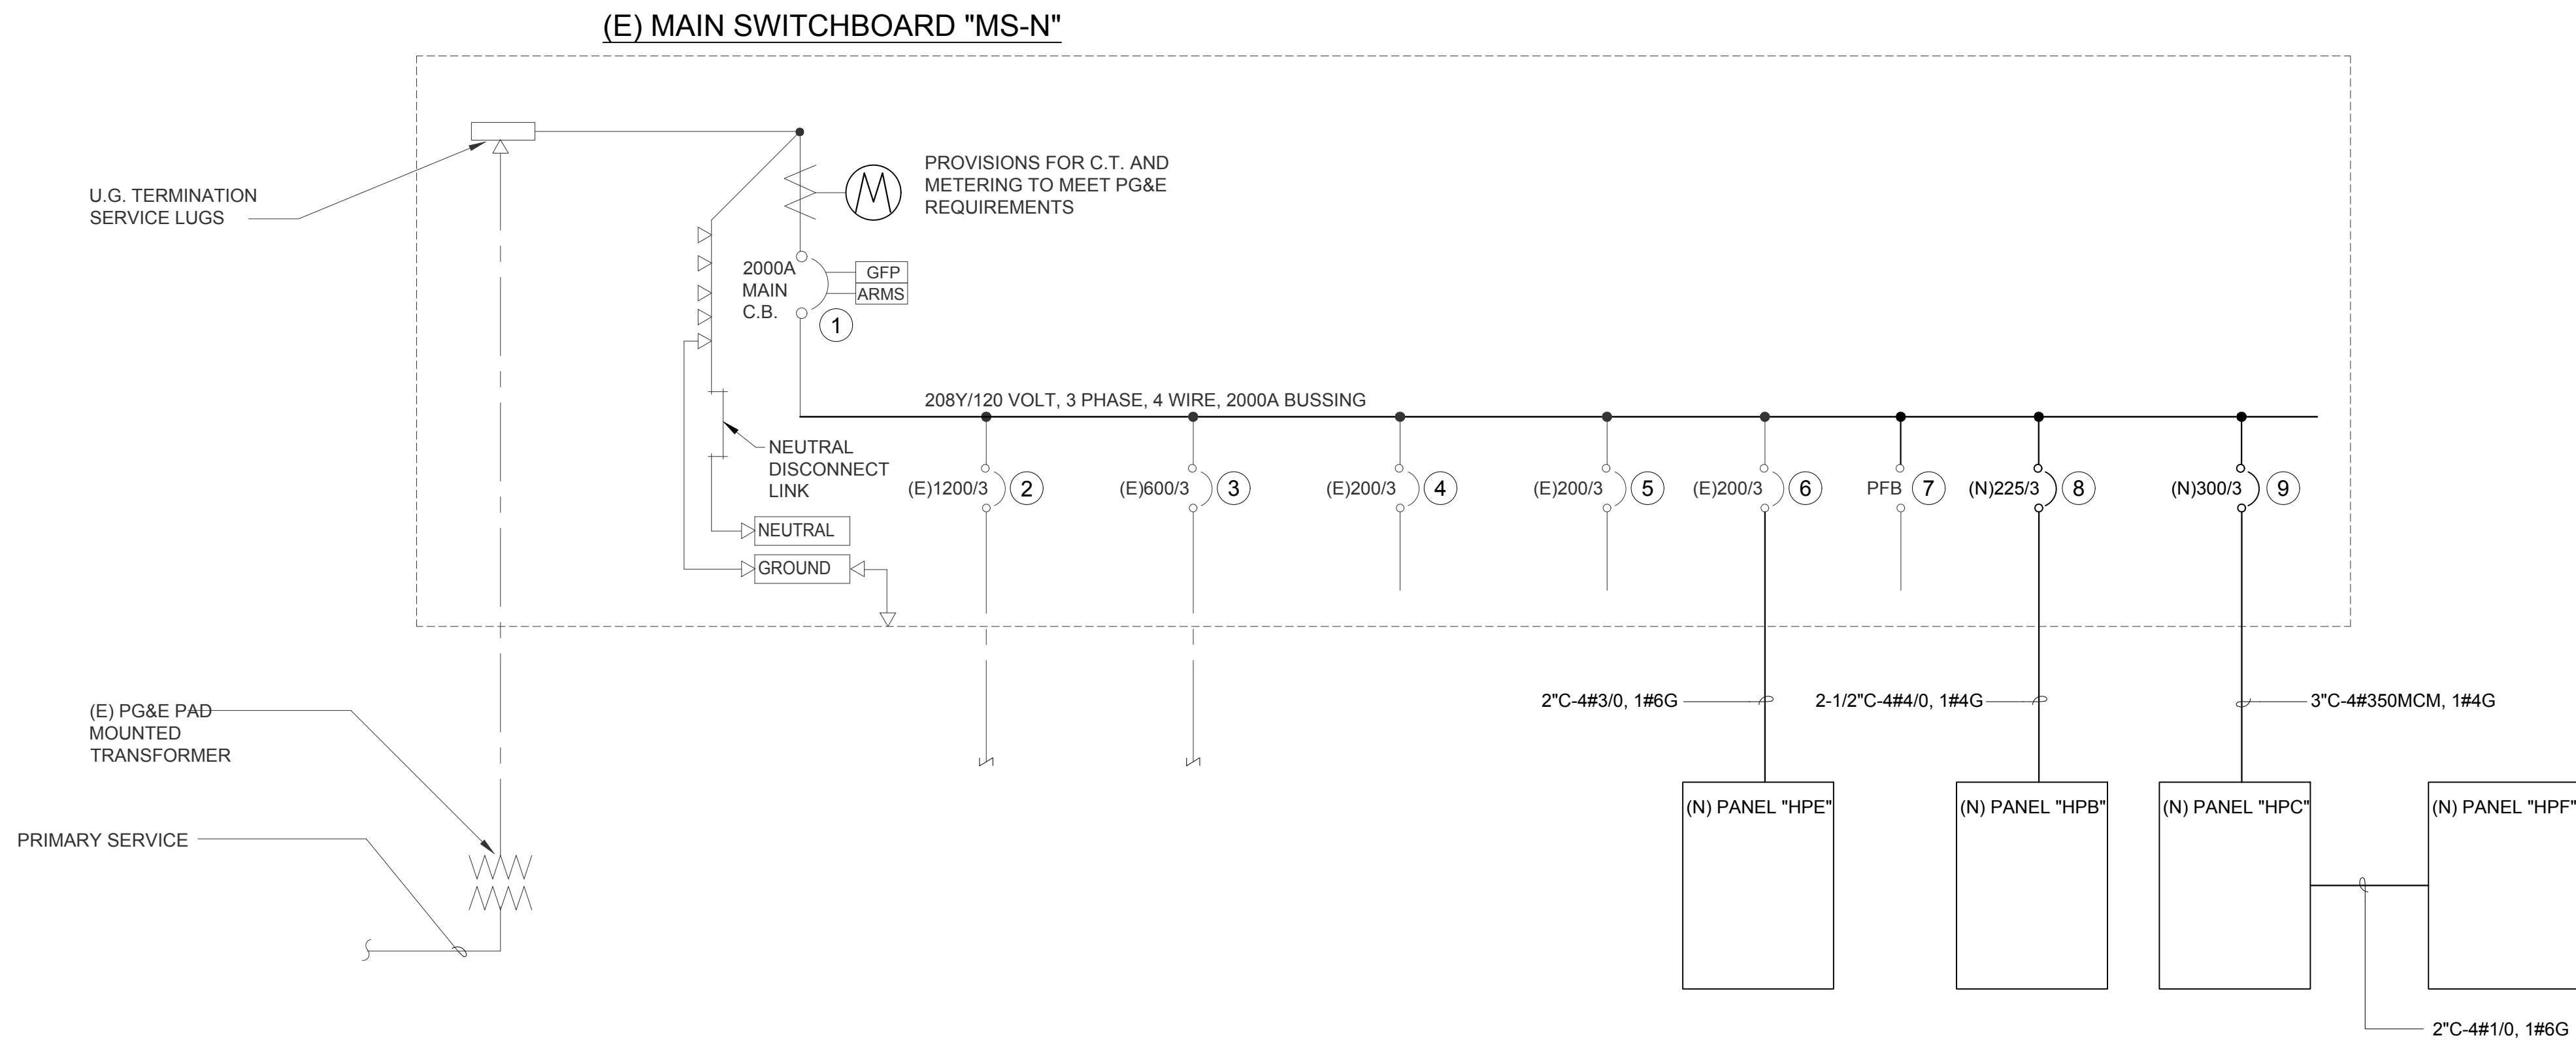 (E) MAIN SWITCHBOARD "MS-N"
U.G. TERMINATION
SERVICE LUGS
M
PROVISIONS FOR C.T. AND
METERING TO MEET PG&E
REQUIREMENTS
2000A
MAIN
C.B.
GFP
ARMS
1
208Y/120 VOLT, 3 PHASE, 4 WIRE, 2000A BUSSING
NEUTRAL
DISCONNECT
LINK
NEUTRAL
GROUND
(E)1200/3
2
(E)600/3
3
(E)200/3
4
(E)200/3
5
(E)200/3
6
PFB
7
(N)225/3
8
(N)300/3
9
2"C-4#3/0, 1#6G
2-1/2"C-4#4/0, 1#4G
3"C-4#350MCM, 1#4G
(E) PG&E PAD
MOUNTED
TRANSFORMER
PRIMARY SERVICE
(N) PANEL "HPE"
(N) PANEL "HPB"
(N) PANEL "HPC"
(N) PANEL "HPF"
2"C-4#1/0, 1#6G